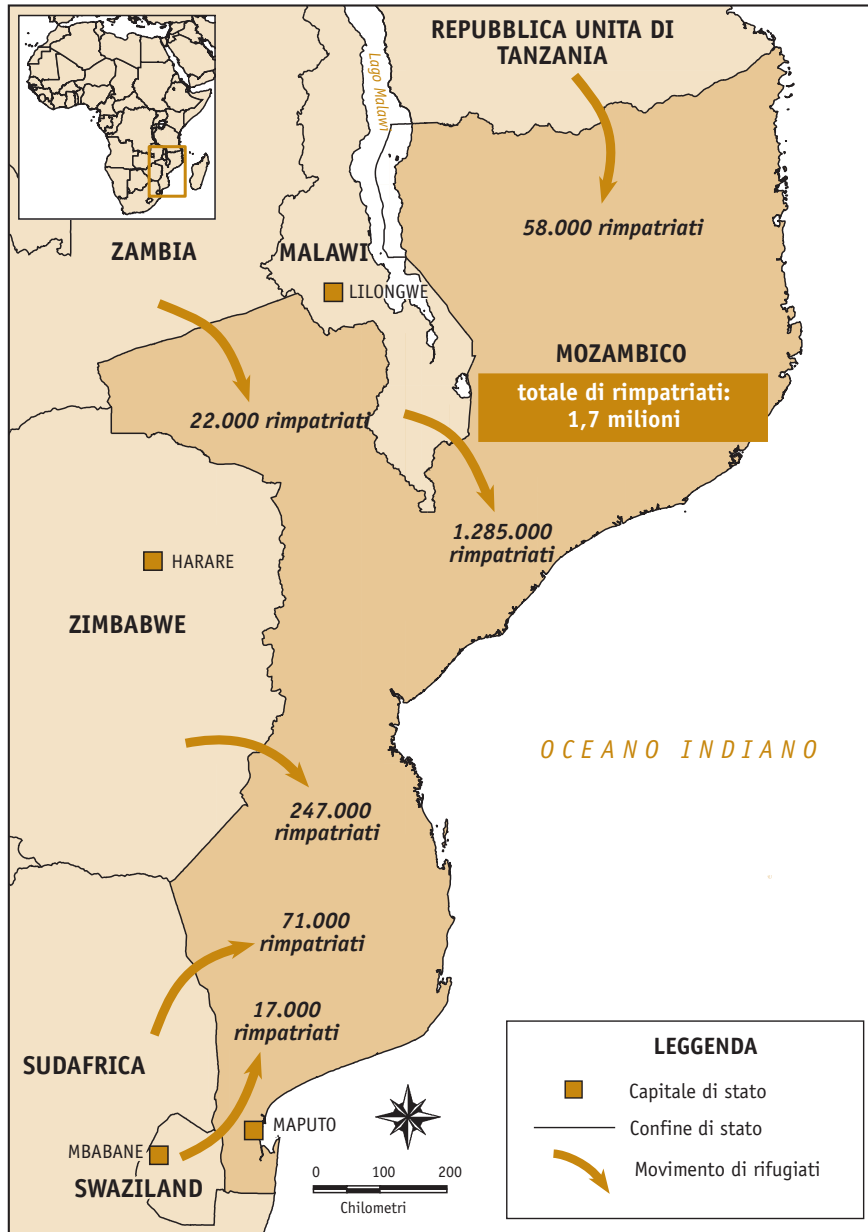 REPUBBLICA UNITA DI
TANZANIA
Lago Malawi
58.000 rimpatriati
ZAMBIA
MALAWI
LILONGWE
MOZAMBICO
totale di rimpatriati:
1,7 milioni
22.000 rimpatriati
1.285.000
rimpatriati
HARARE
ZIMBABWE
OCEANO INDIANO
247.000
rimpatriati
71.000
rimpatriati
17.000
rimpatriati
SUDAFRICA
MAPUTO
MBABANE
SWAZILAND
0 100 200
Chilometri
LEGGENDA
Capitale di stato
Confine di stato
Movimento di rifugiati